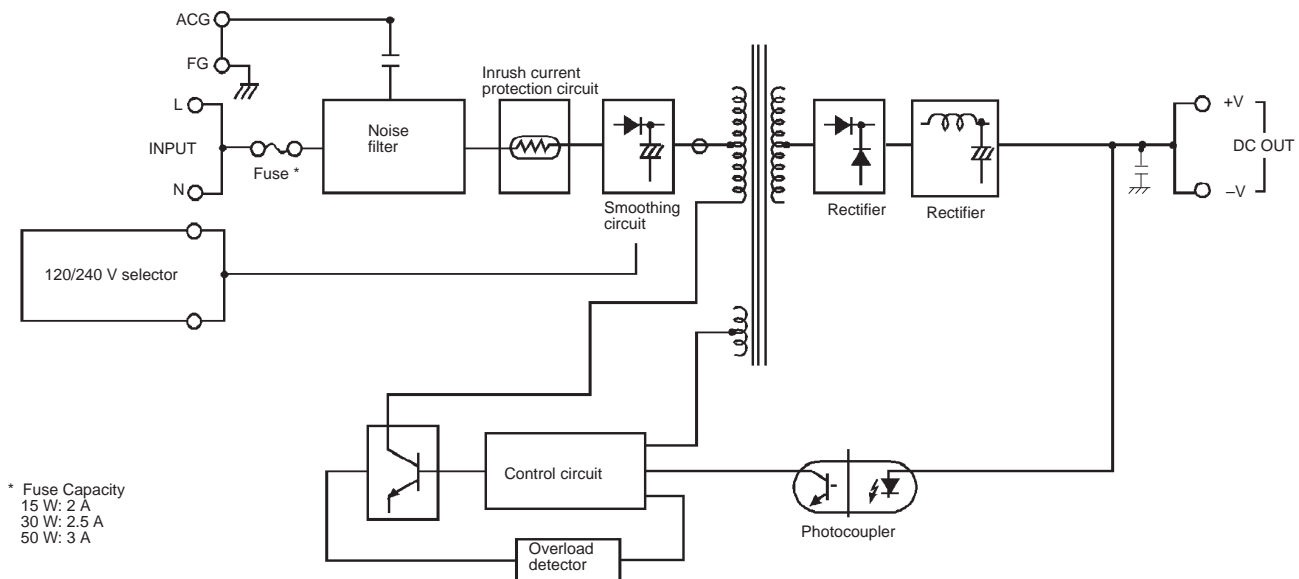 ACG
FG
L
INPUT
N
Fuse *
Noise
filter
Inrush current
protection circuit
Smoothing
circuit
Rectifier
Rectifier
+V
DC OUT
–V
120/240 V selector
Control circuit
Overload
detector
Photocoupler
* Fuse Capacity
15 W: 2 A
30 W: 2.5 A
50 W: 3 A